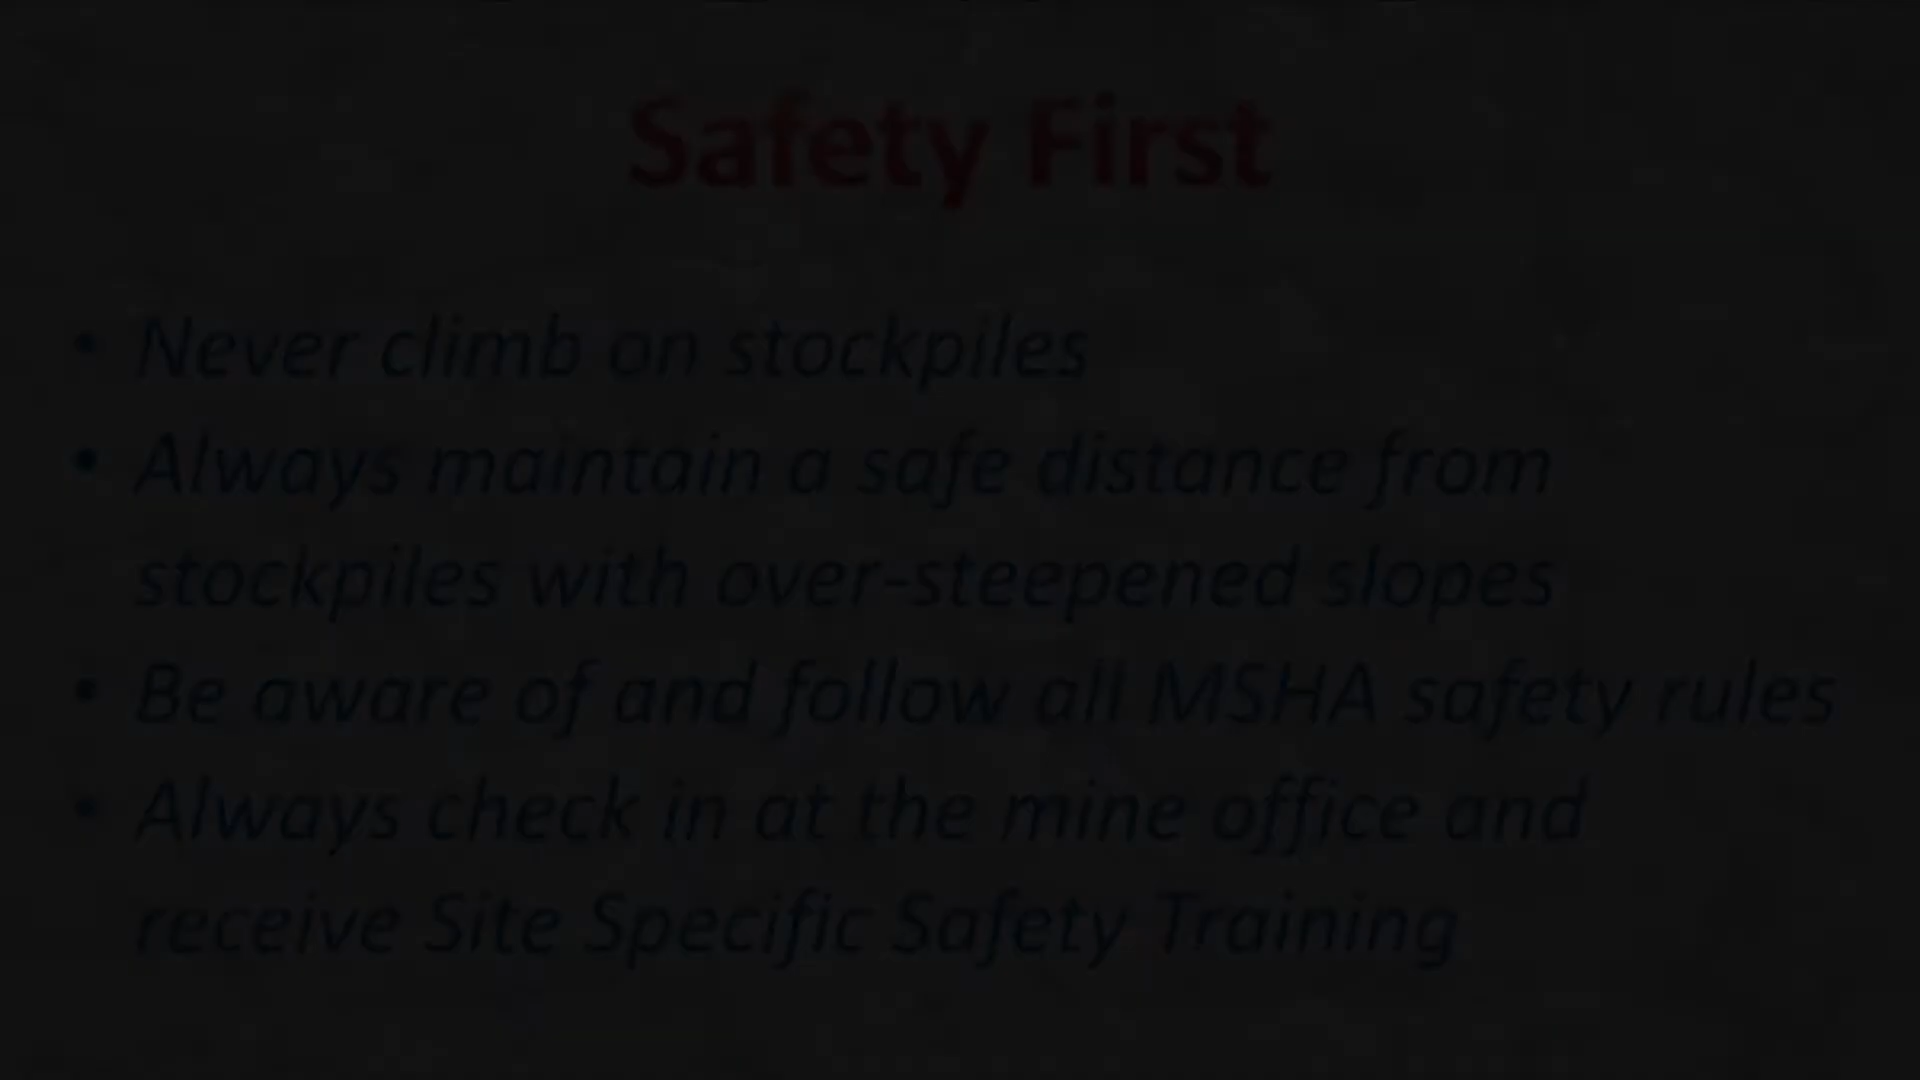 Safety First
• Never climb on stockpiles
• Always maintain a safe distance from
stockpiles with over-steepened slopes
• Be aware of and follow all MSHA safety rules
• Always check in at the mine office and
receive Site Specific Safety Training